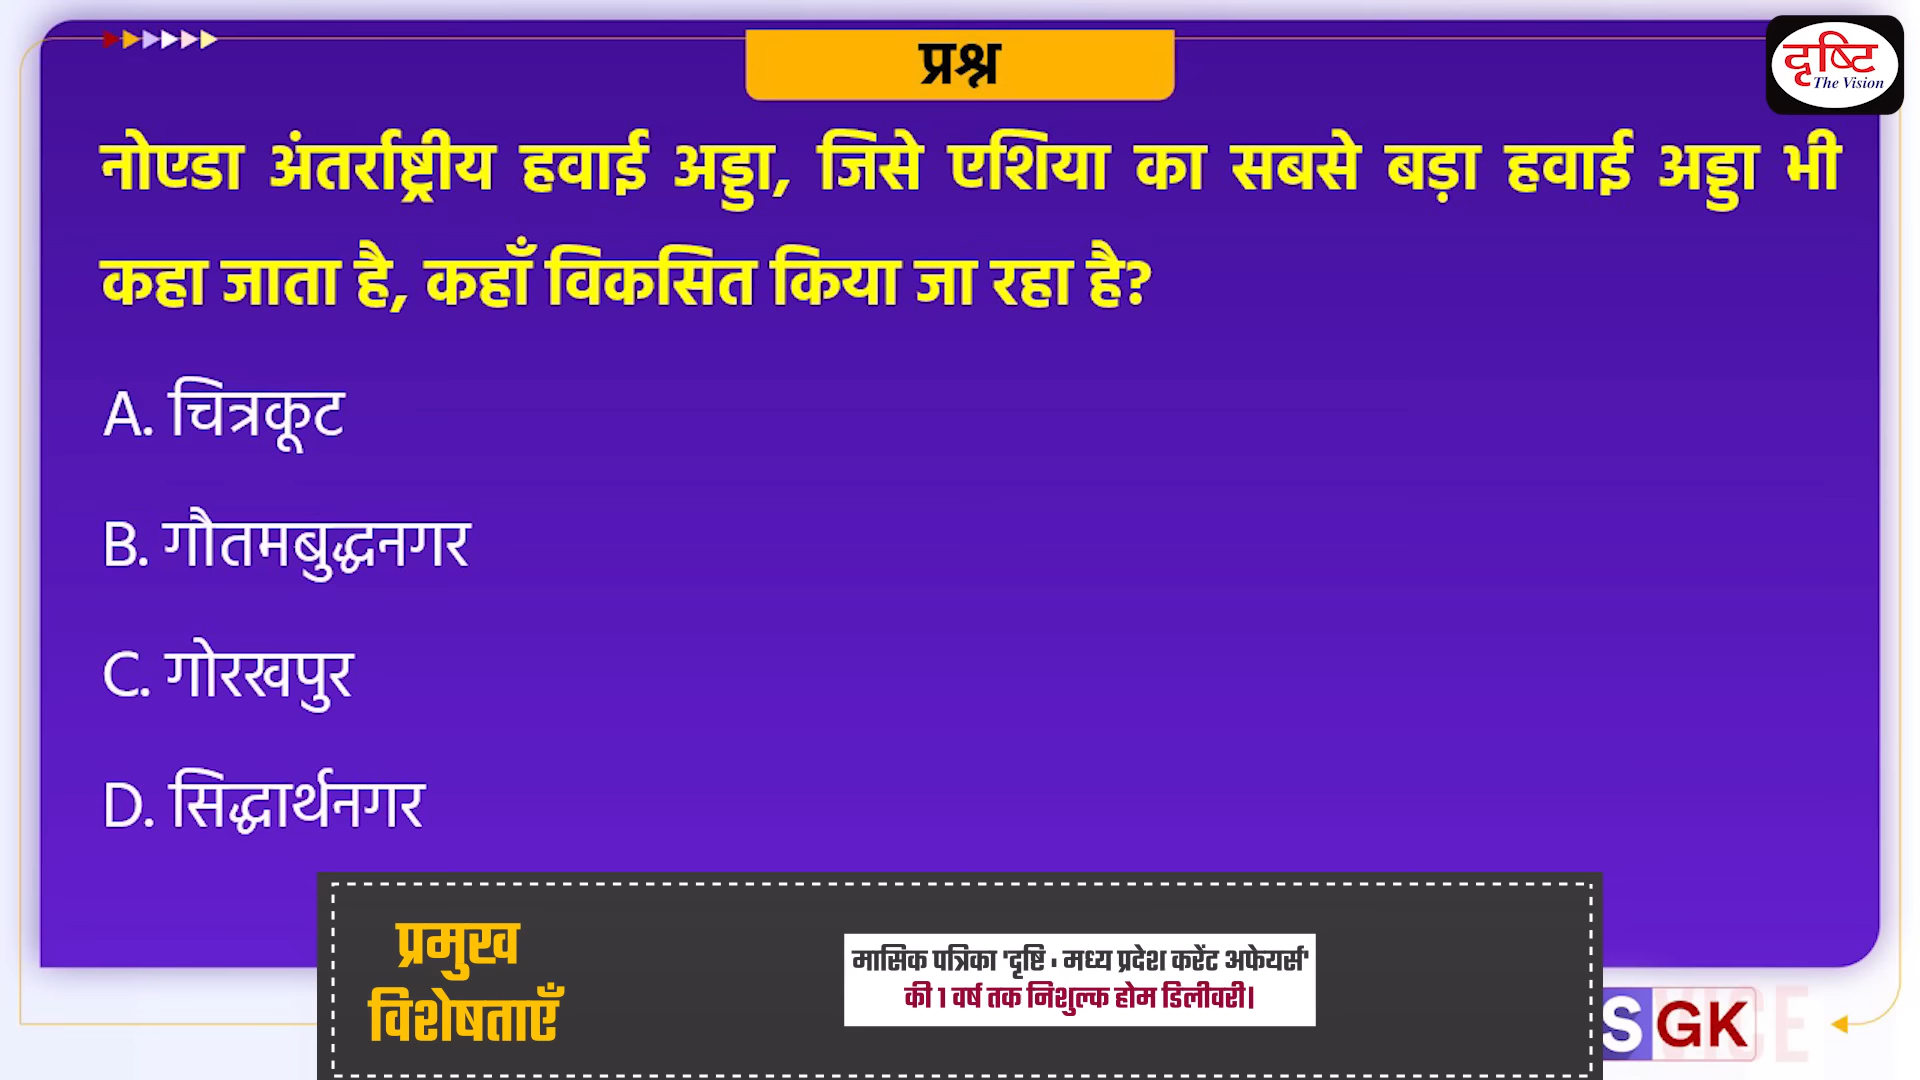 प्रश्न
दृष्टि
The Vision
नोएडा अंतर्राष्ट्रीय हवाई अड्डा, जिसे एशिया का सबसे बड़ा हवाई अड्डा भी
कहा जाता है, कहाँ विकसित किया जा रहा है?
A. चित्रकूट
B. गौतमबुद्धनगर
C. गोरखपुर
D. सिद्धार्थनगर
प्रमुख
विशेषताएँ
मासिक पत्रिका 'दृष्टि : मध्य प्रदेश करेंट अफेयर्स'
की 1 वर्ष तक निशुल्क होम डिलीवरी।
S GK